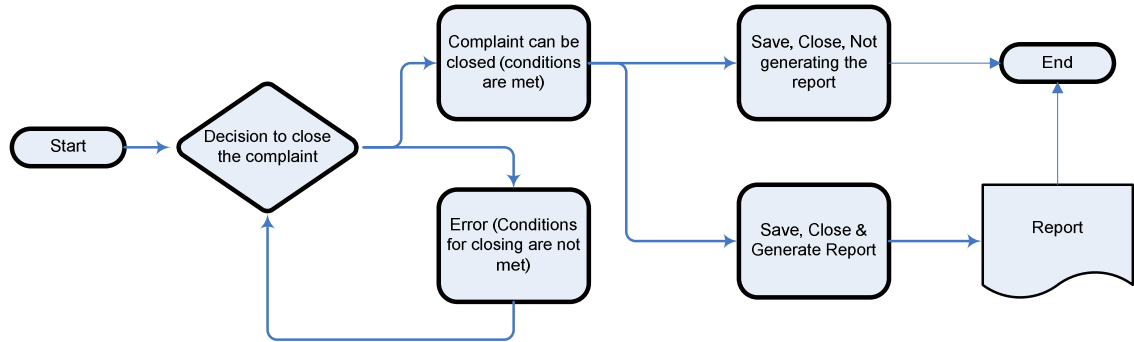 Start
Decision to close
the complaint
Complaint can be
closed (conditions
are met)
Error (Conditions
for closing are not
met)
Save, Close, Not
generating the
report
Save, Close &
Generate Report
Report
End